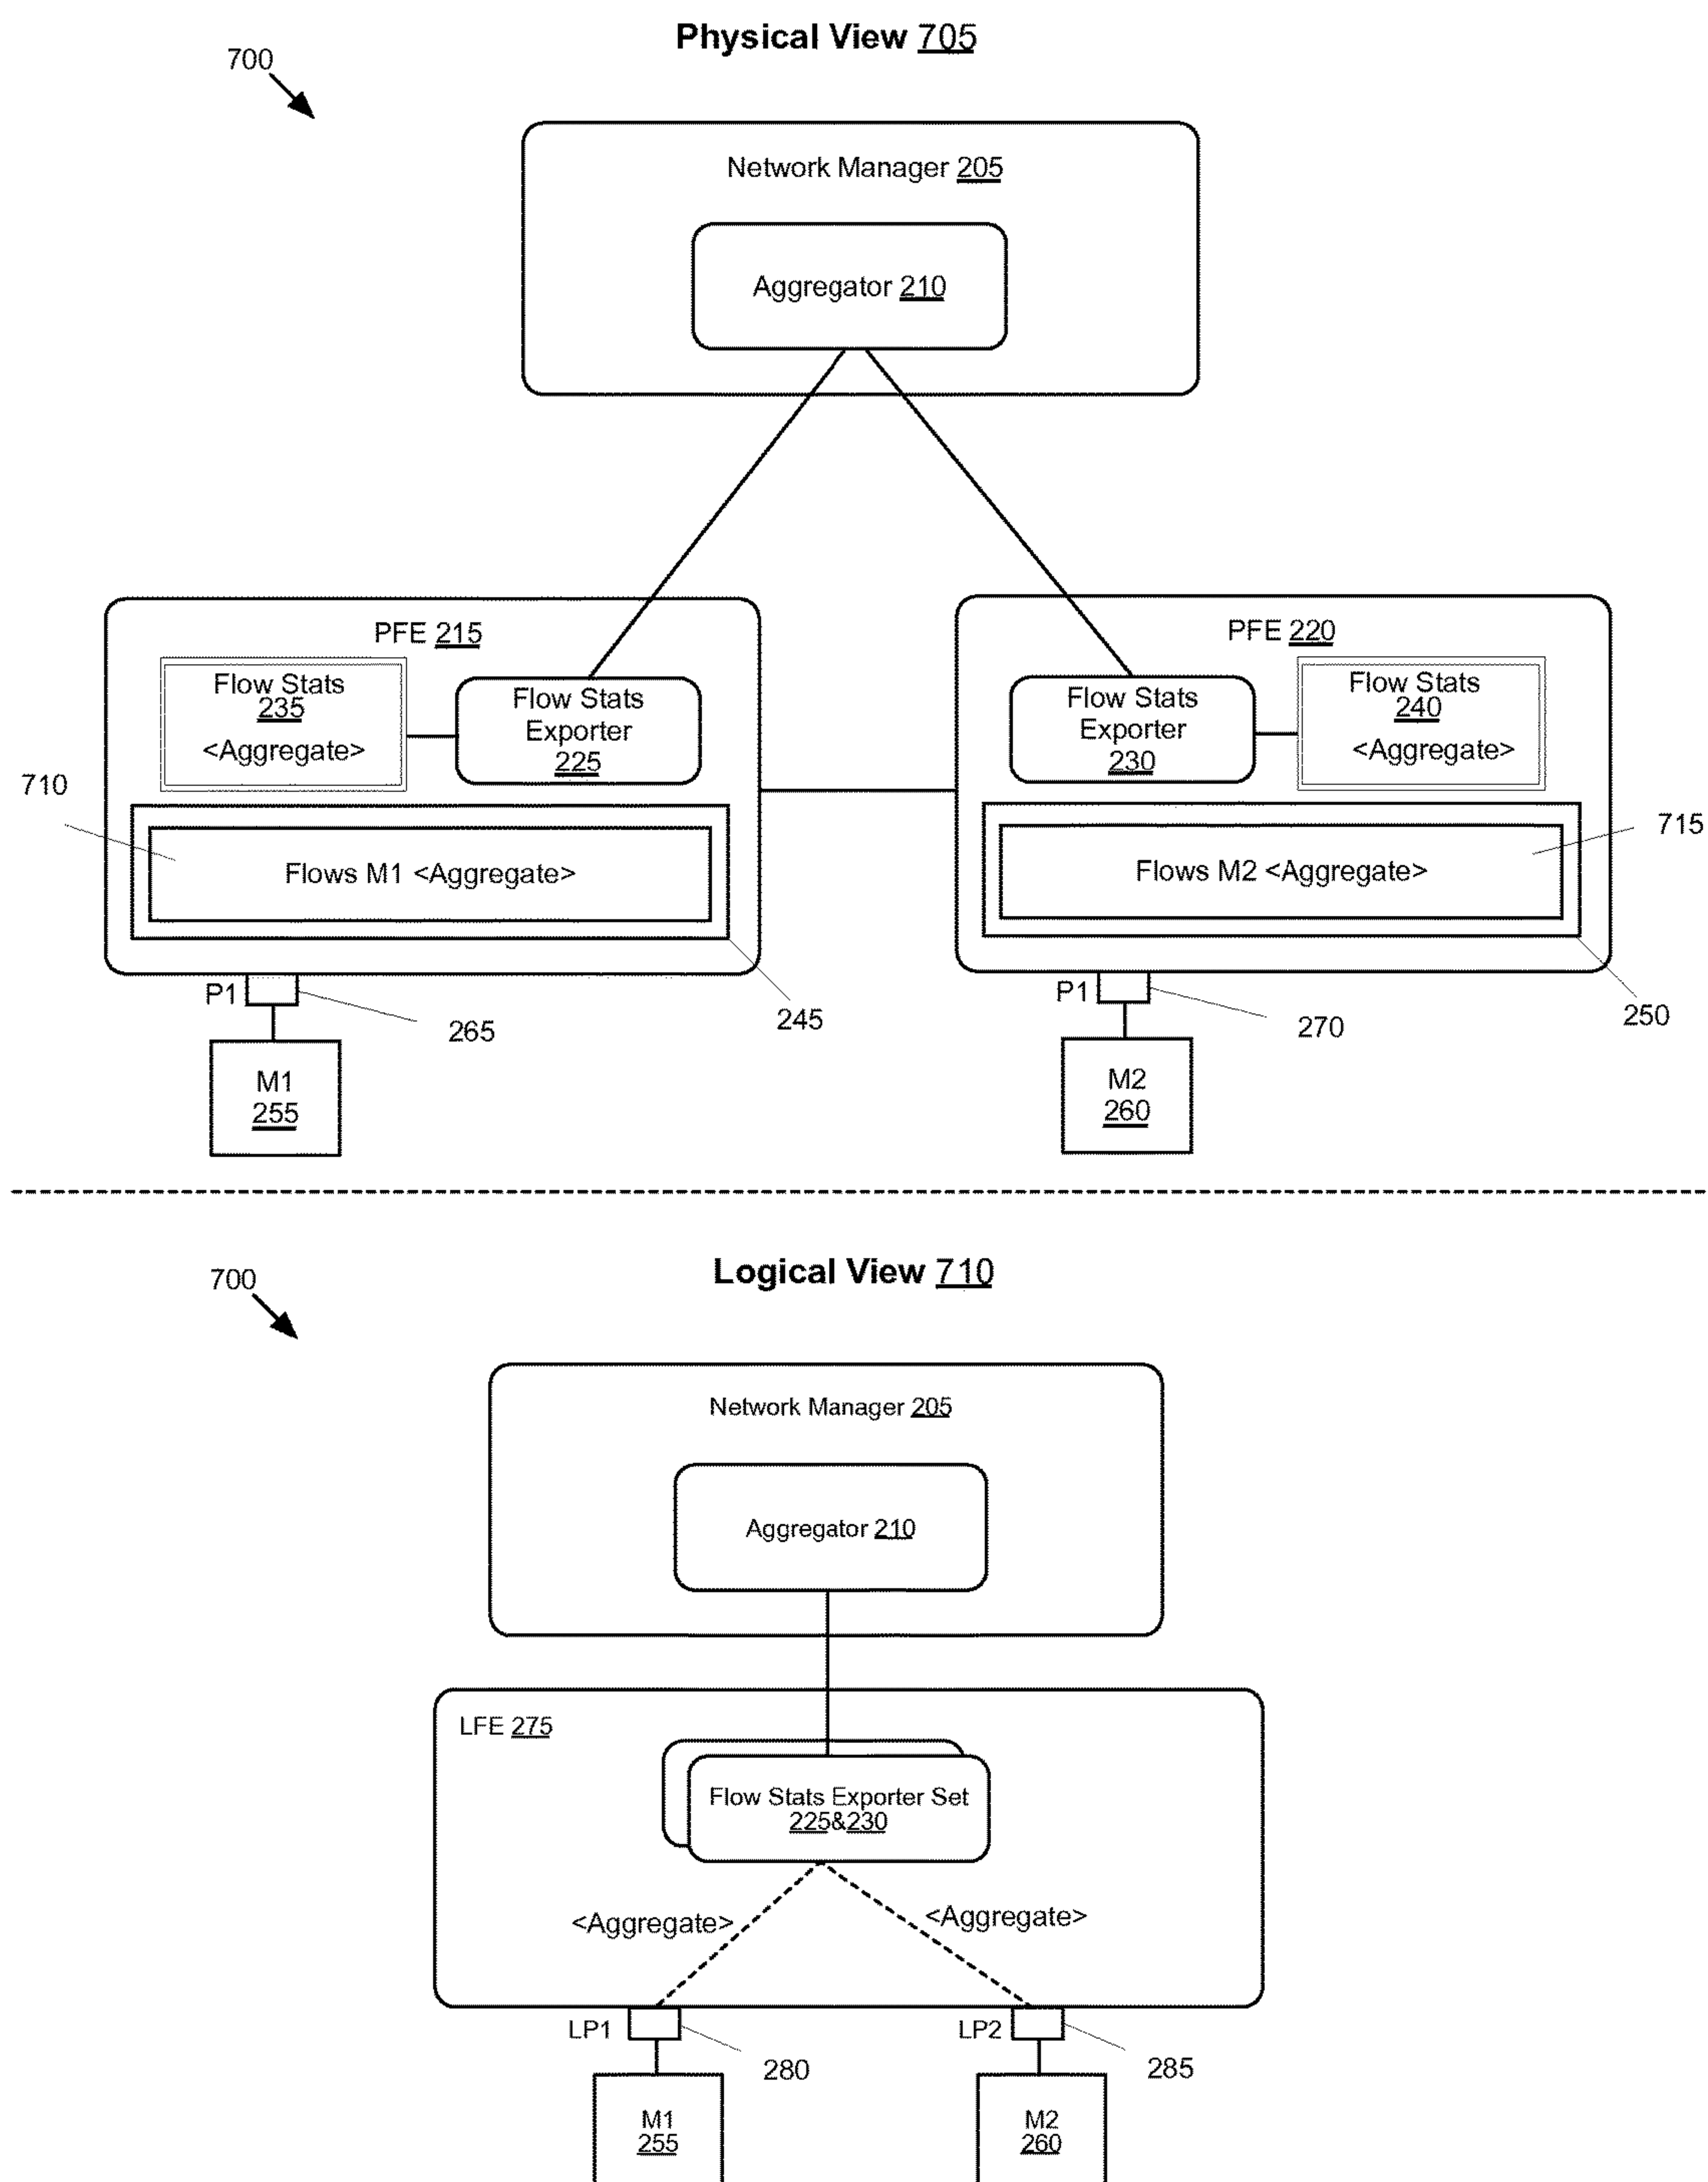 Physical View 705
700
Network Manager 205
Aggregator 210
PFE 215
Flow Stats
235
<Aggregate>
Flow Stats
Exporter
225
710
Flows M1 <Aggregate>
P1
265
245
M1
255
PFE 220
Flow Stats
Exporter
230
Flow Stats
240
<Aggregate>
715
Flows M2 <Aggregate>
P1
270
250
M2
260
Logical View 710
700
Network Manager 205
Aggregator 210
LFE 275
Flow Stats Exporter Set
225&230
<Aggregate>
<Aggregate>
LP1
280
LP2
285
M1
255
M2
260